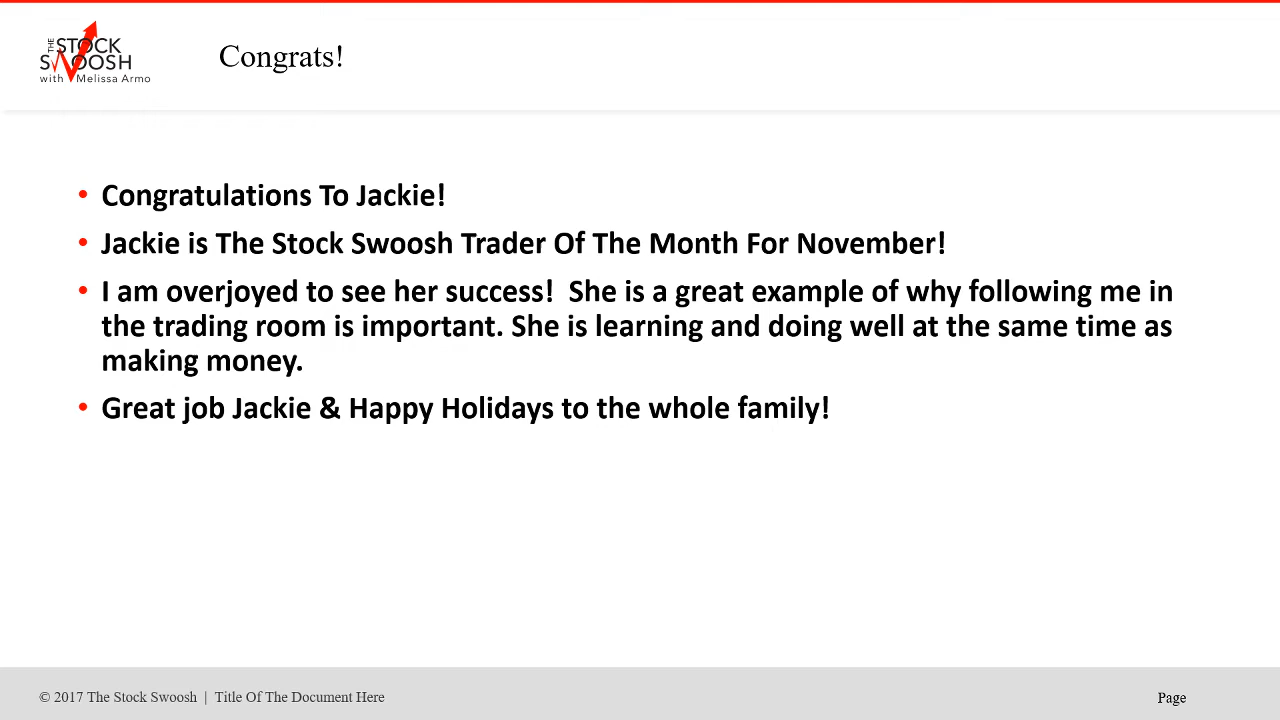 THE STOCK
SWOOSH
with Melissa Armo
Congrats!
• Congratulations To Jackie!
• Jackie is The Stock Swoosh Trader Of The Month For November!
• I am overjoyed to see her success!  She is a great example of why following me in
the trading room is important. She is learning and doing well at the same time as
making money.
• Great job Jackie & Happy Holidays to the whole family!
© 2017 The Stock Swoosh | Title Of The Document Here
Page